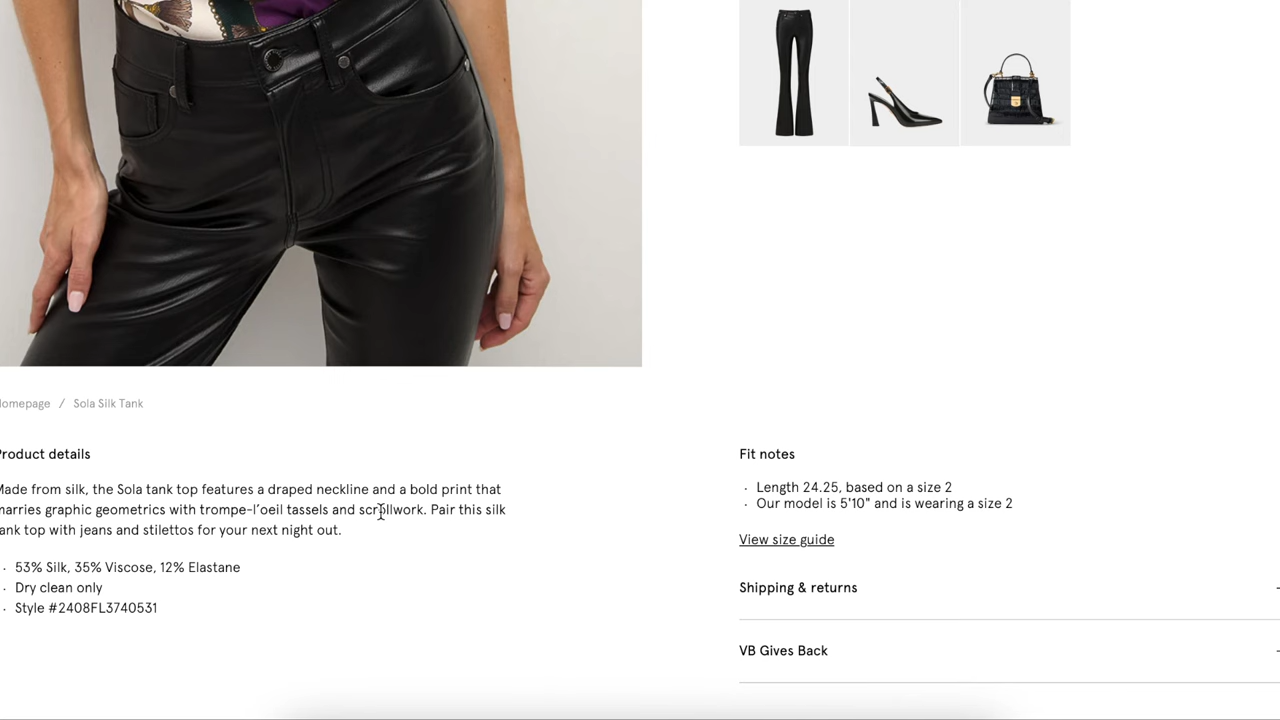 Sola Silk Tank
/
Product details
Made from silk, the Sola tank top features a draped neckline and a bold print that
marries graphic geometrics with trompe-l'oeil tassels and scrollwork. Pair this silk
tank top with jeans and stilettos for your next night out.
· 53% Silk, 35% Viscose, 12% Elastane
· Dry clean only
· Style #2408FL3740531
Fit notes
· Length 24.25, based on a size 2
· Our model is 5'10" and is wearing a size 2
View size guide
Shipping & returns
VB Gives Back